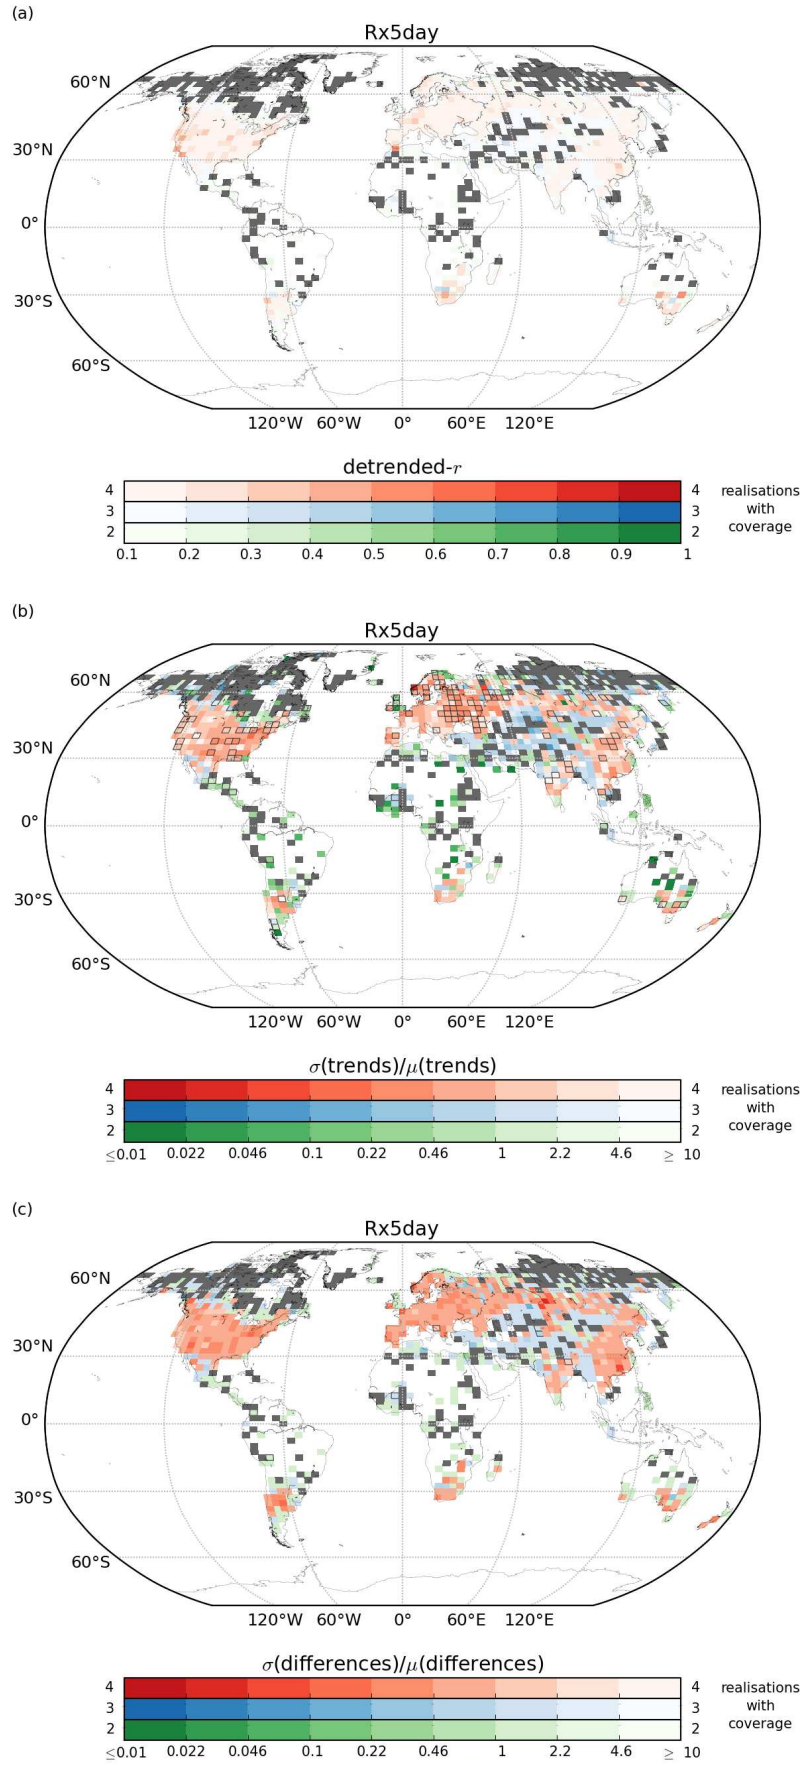 (a)
Rx5day
60°N
30°N
0°
30°S
60°S
120°W 60°W 0° 60°E 120°E
detrended-r
4 4 realisations
3 3 with
2 2 coverage
0.1 0.2 0.3 0.4 0.5 0.6 0.7 0.8 0.9 1
(b)
Rx5day
60°N
30°N
0°
30°S
60°S
120°W 60°W 0° 60°E 120°E
σ(trends)/μ(trends)
4 4 realisations
3 3 with
2 2 coverage
≤0.01 0.022 0.046 0.1 0.22 0.46 1 2.2 4.6 ≥ 10
(c)
Rx5day
60°N
30°N
0°
30°S
60°S
120°W 60°W 0° 60°E 120°E
σ(differences)/μ(differences)
4 4 realisations
3 3 with
2 2 coverage
≤0.01 0.022 0.046 0.1 0.22 0.46 1 2.2 4.6 ≥ 10